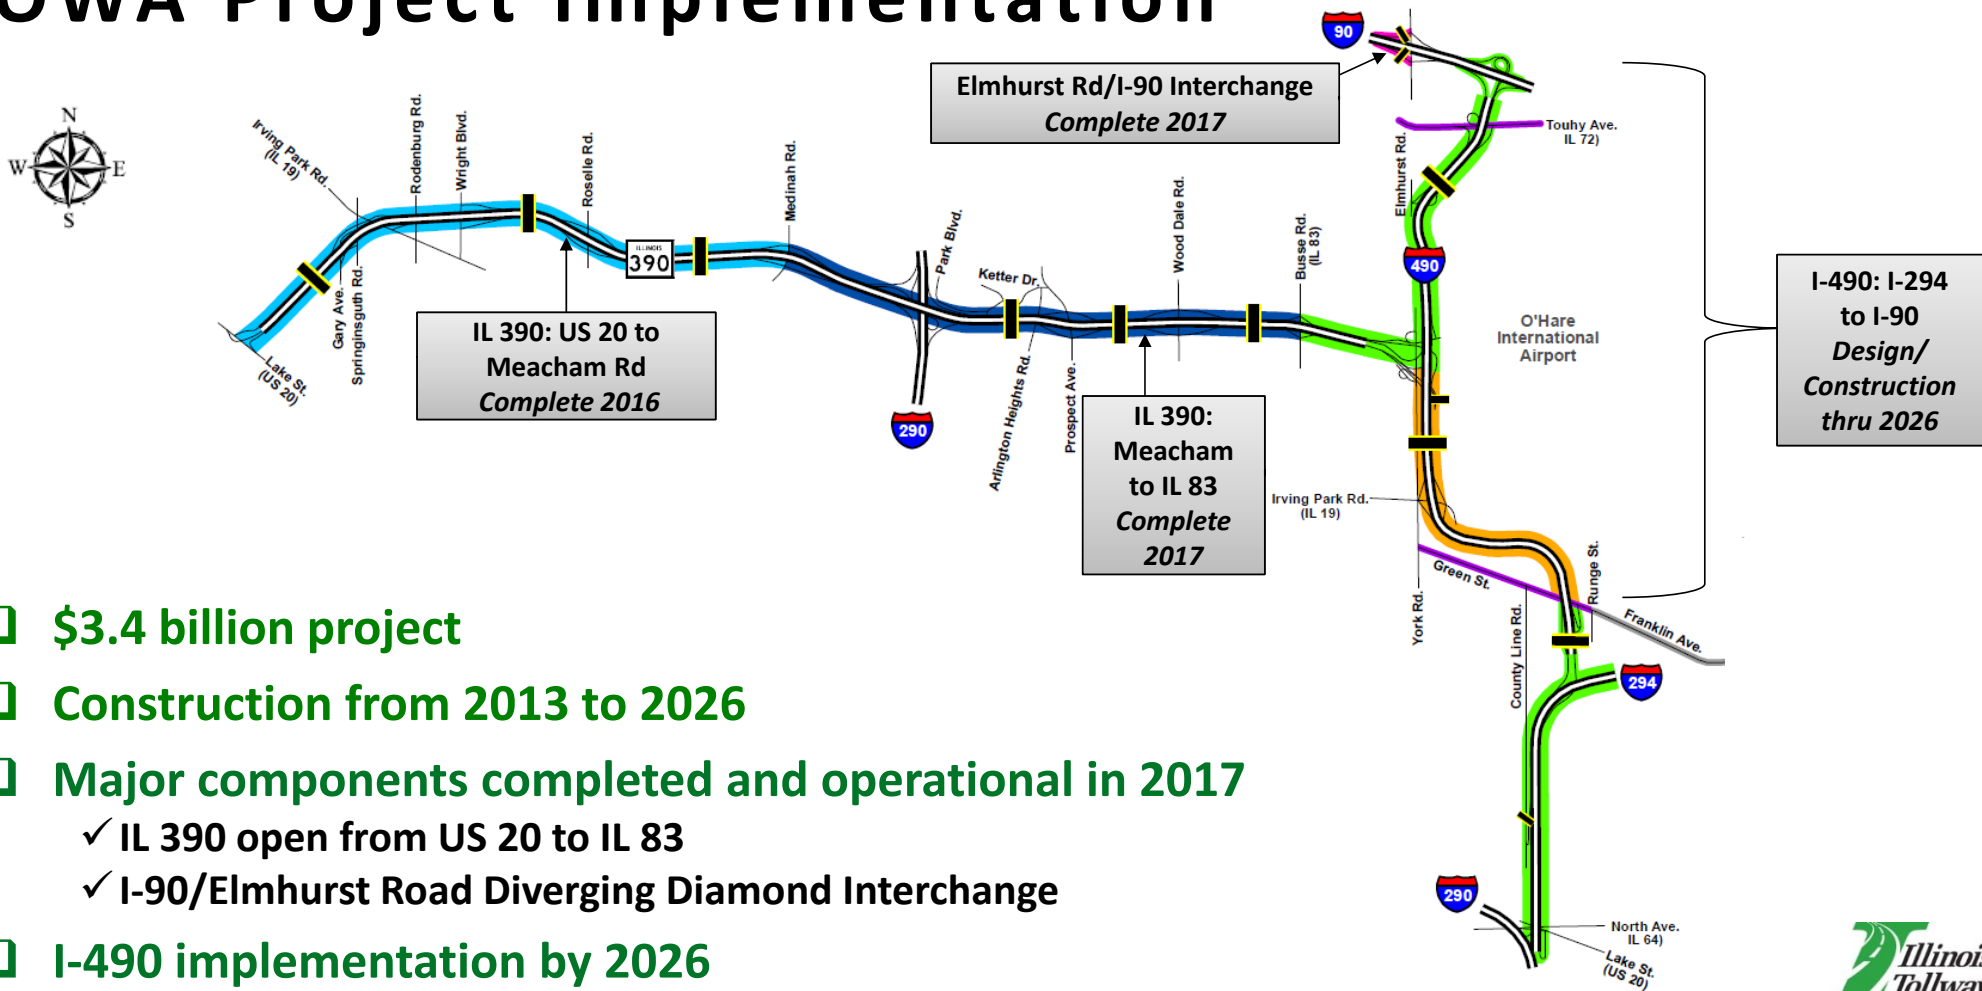 OWA Project Implementation
90
Elmhurst Rd/I-90 Interchange
Complete 2017
N
W
E
S
Irving Park Rd.
(IL 19)
Rodenburg Rd.
Wright Blvd.
Roselle Rd.
Medinah Rd.
Park Blvd.
Ketter Dr.
Wood Dale Rd.
Busse Rd.
(IL 83)
Elmhurst Rd.
Touhy Ave.
IL 72)
ILLINOIS
390
490
O'Hare
International
Airport
I-490: I-294
to I-90
Design/
Construction
thru 2026
Gary Ave.
Springinsguth Rd.
Lake St.
(US 20)
IL 390: US 20 to
Meacham Rd
Complete 2016
290
Arlington Heights Rd.
Prospect Ave.
IL 390:
Meacham
to IL 83
Complete
2017
Irving Park Rd.
(IL 19)
Green St.
York Rd.
County Line Rd.
Runge St.
Franklin Ave.
294
290
North Ave.
IL 64)
Lake St.
(US 20)
$3.4 billion project
Construction from 2013 to 2026
Major components completed and operational in 2017
IL 390 open from US 20 to IL 83
I-90/Elmhurst Road Diverging Diamond Interchange
I-490 implementation by 2026
Illinois
Tollway